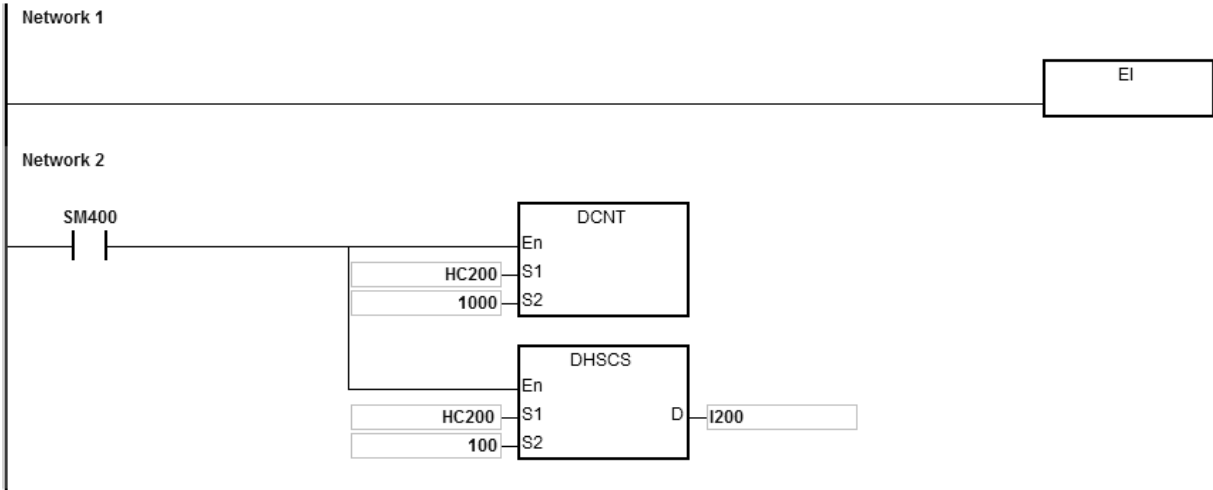 Network 1
EI
Network 2
SM400
DCNT
En
HC200 S1
1000 S2
DHSCS
En
HC200 S1 D I200
100 S2